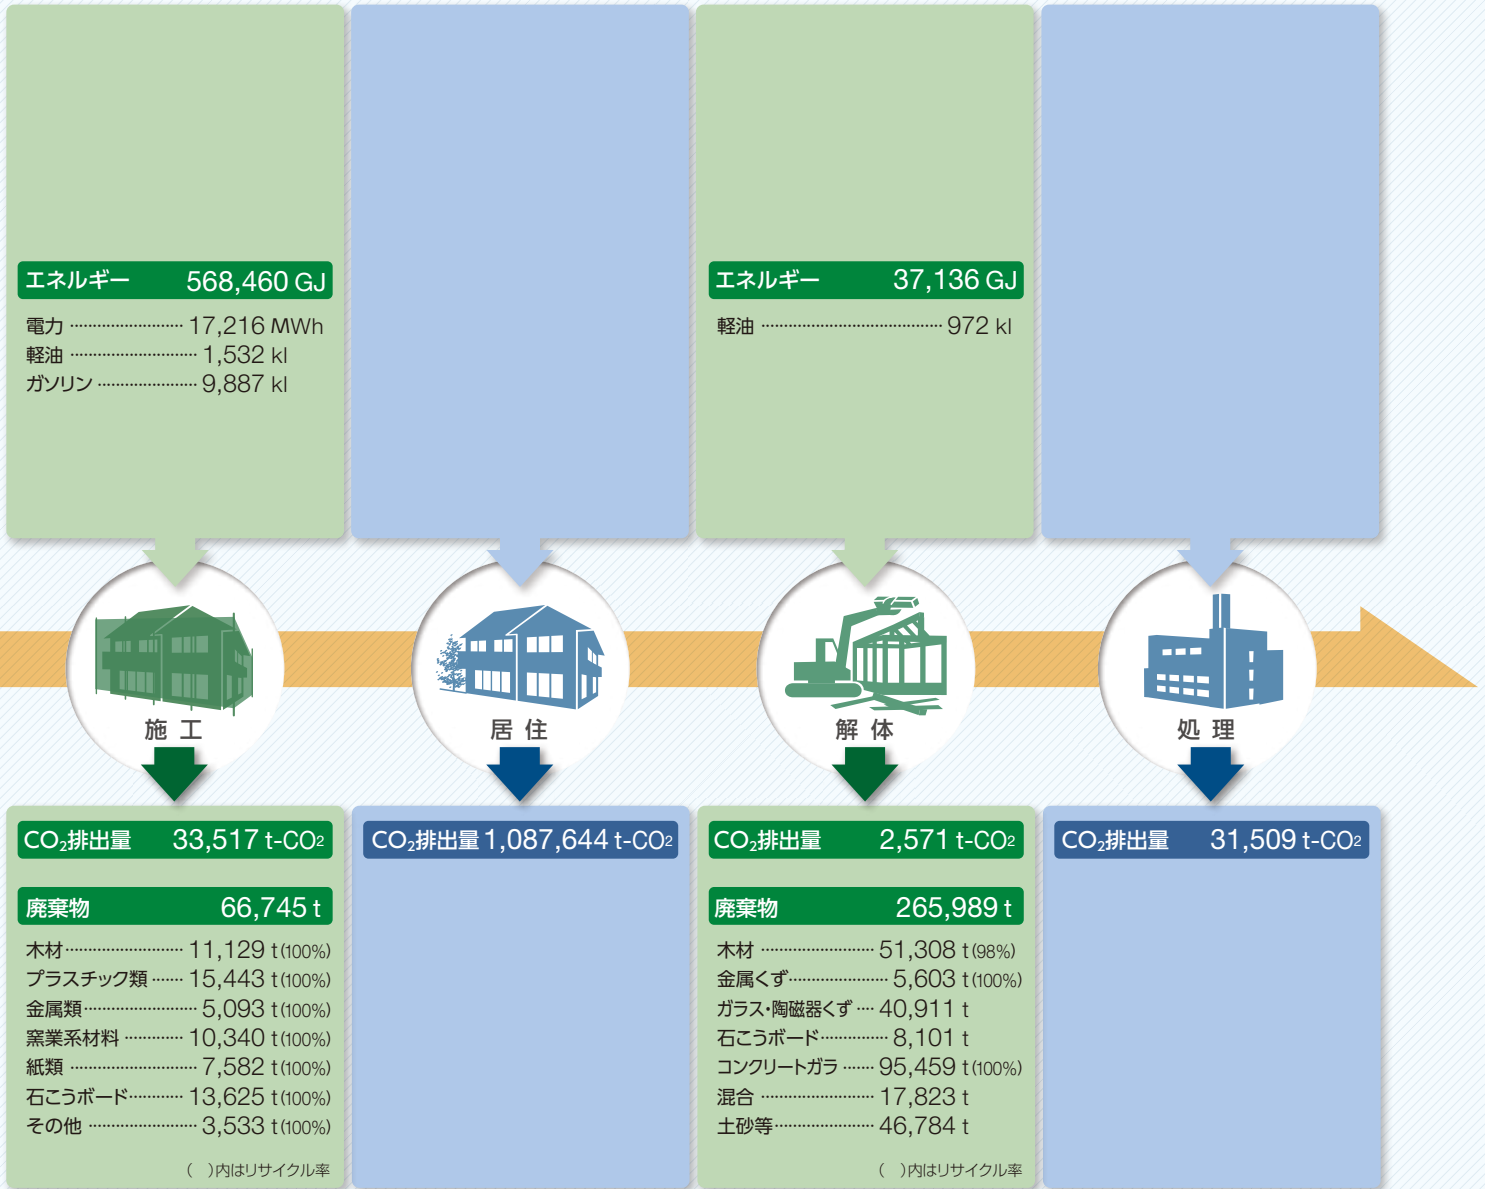 エネルギー 568,460 GJ
電力 17,216 MWh
軽油 1,532 kl
ガソリン 9,887 kl
エネルギー 37,136 GJ
軽油 972 kl
施工
居住
解体
処理
CO₂排出量 33,517 t-CO₂
廃棄物 66,745 t
木材 11,129 t(100%)
プラスチック類 15,443 t(100%)
金属類 5,093 t(100%)
窯業系材料 10,340 t(100%)
紙類 7,582 t(100%)
石こうボード 13,625 t(100%)
その他 3,533 t(100%)
( )内はリサイクル率
CO₂排出量 1,087,644 t-CO₂
CO₂排出量 2,571 t-CO₂
廃棄物 265,989 t
木材 51,308 t(98%)
金属くず 5,603 t(100%)
ガラス・陶磁器くず 40,911 t
石こうボード 8,101 t
コンクリートガラ 95,459 t(100%)
混合 17,823 t
土砂等 46,784 t
( )内はリサイクル率
CO₂排出量 31,509 t-CO₂